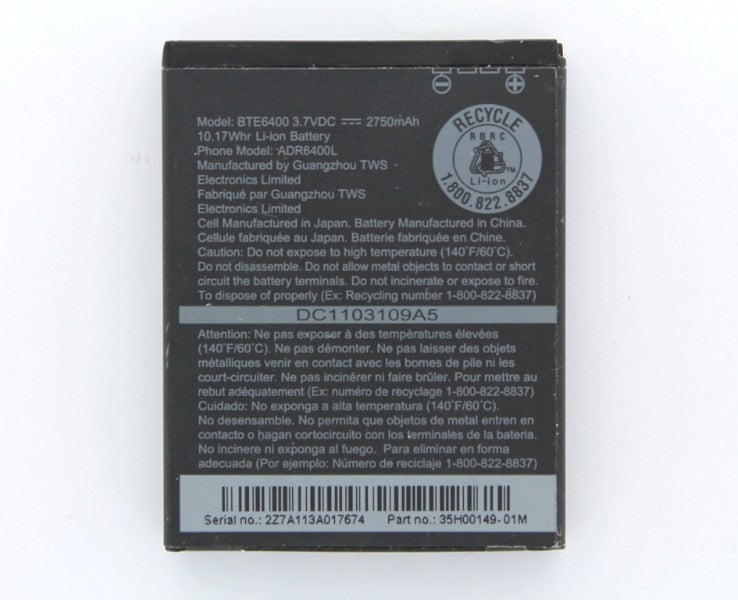 Model: BTE6400 3.7VDC ⎓ 2750mAh
10.17Whr Li-ion Battery
Phone Model: ADR6400L
Manufactured by Guangzhou TWS
Electronics Limited
Fabriqué par Guangzhou TWS
Electronics Limited
Cell Manufactured in Japan. Battery Manufactured in China.
Cellule fabriquée au Japan. Batterie fabriquée en Chine.
Caution: Do not expose to high temperature (140°F/60°C).
Do not disassemble. Do not allow metal objects to contact or short
circuit the battery terminals. Do not incinerate or expose to fire.
To dispose of properly (Ex: Recycling number 1-800-822-8837)
RECYCLE
RBRC
TM
Li-ion
1.800.822.8837
DC1103109A5
Attention: Ne pas exposer à des températures élevées
(140°F/60°C). Ne pas démonter. Ne pas laisser des objets
métalliques venir en contact avec les bornes de pile ni les
court-circuiter. Ne pas incinérer ni faire brûler. Pour mettre au
rebut adéquatement (Ex: numéro de recyclage 1-800-822-8837)
Cuidado: No exponga a alta temperatura (140°F/60°C).
No desensamble. No permita que objetos de metal entren en
contacto o hagan cortocircuito con los terminales de la bateria.
No incinere ni exponga al fuego. Para eliminar en forma
adecuada (Por ejemplo: Número de reciclaje 1-800-822-8837)
Serial no.: 2Z7A113A017674 Part no.: 35H00149-01M